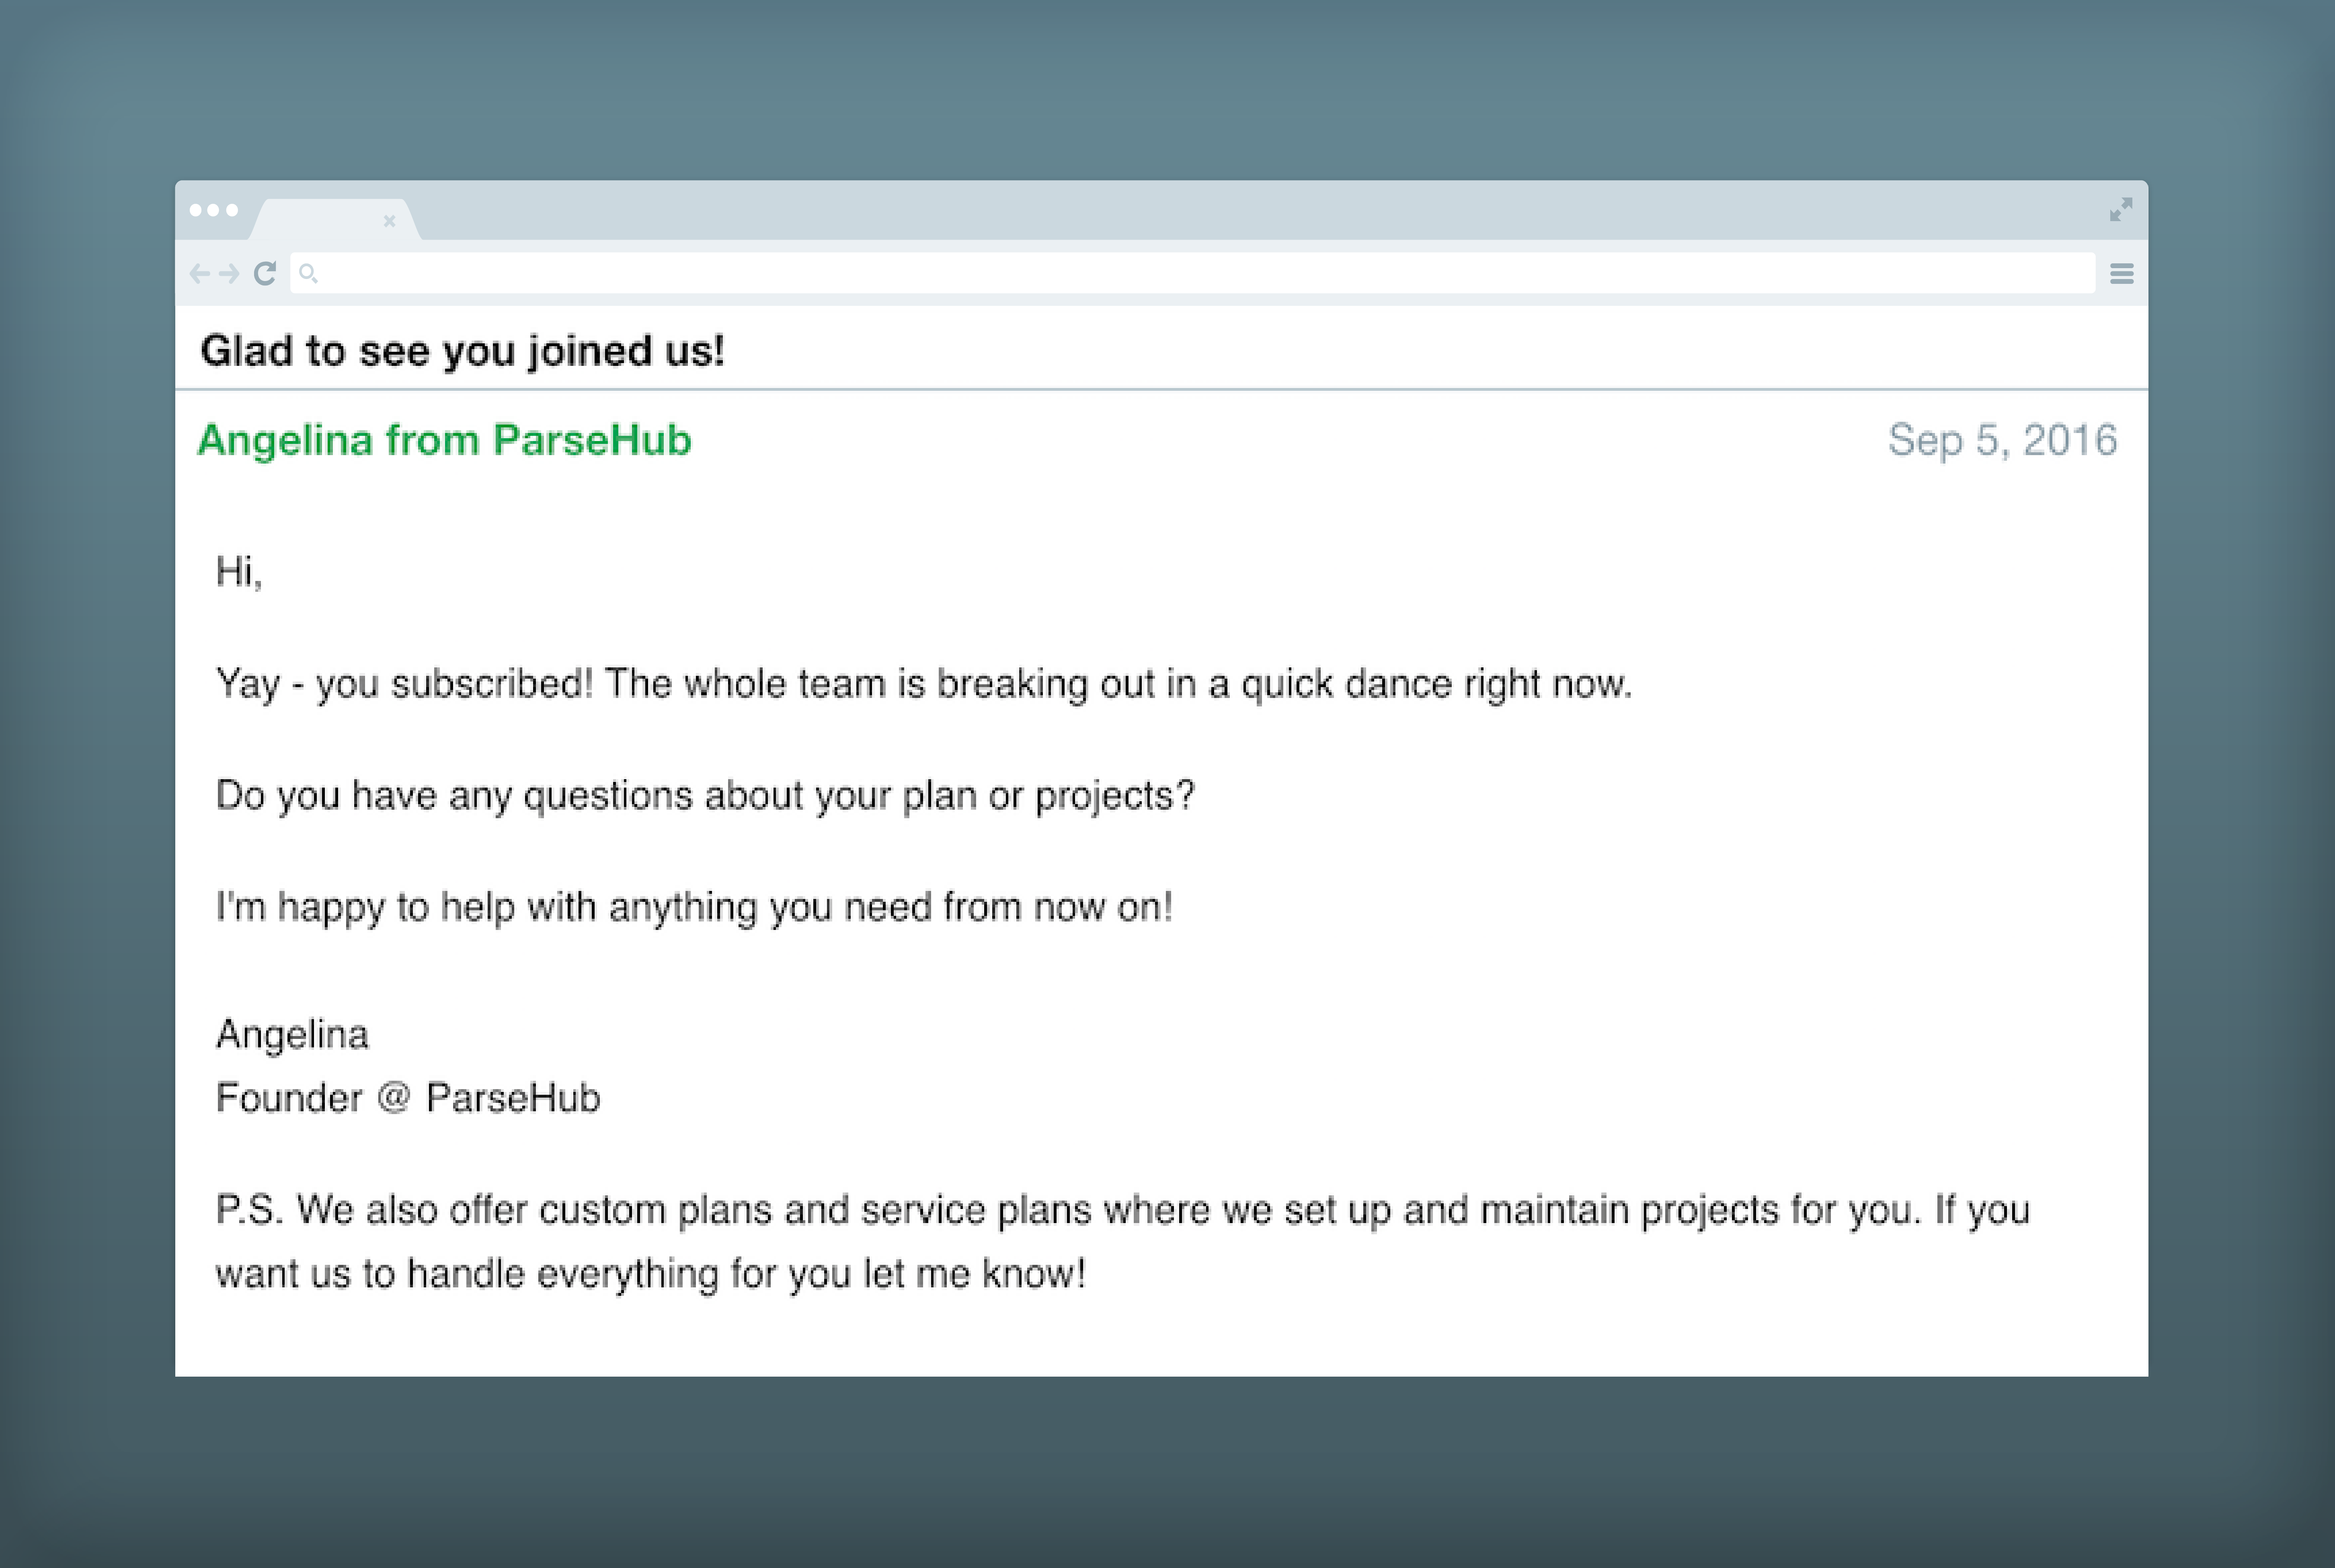 Glad to see you joined us!
Angelina from ParseHub
Sep 5, 2016
Hi,
Yay - you subscribed! The whole team is breaking out in a quick dance right now.
Do you have any questions about your plan or projects?
I'm happy to help with anything you need from now on!
Angelina
Founder @ ParseHub
P.S. We also offer custom plans and service plans where we set up and maintain projects for you. If you
want us to handle everything for you let me know!